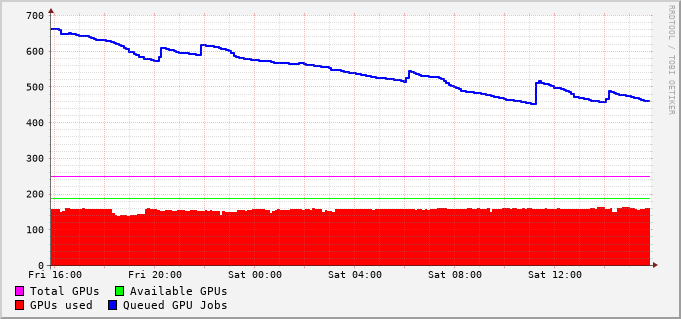 700
600
500
400
300
200
100
0
Fri 16:00 Fri 20:00 Sat 00:00 Sat 04:00 Sat 08:00 Sat 12:00
Total GPUs Available GPUs
GPUs used Queued GPU Jobs
RRDTOOL / TOBI OETIKER